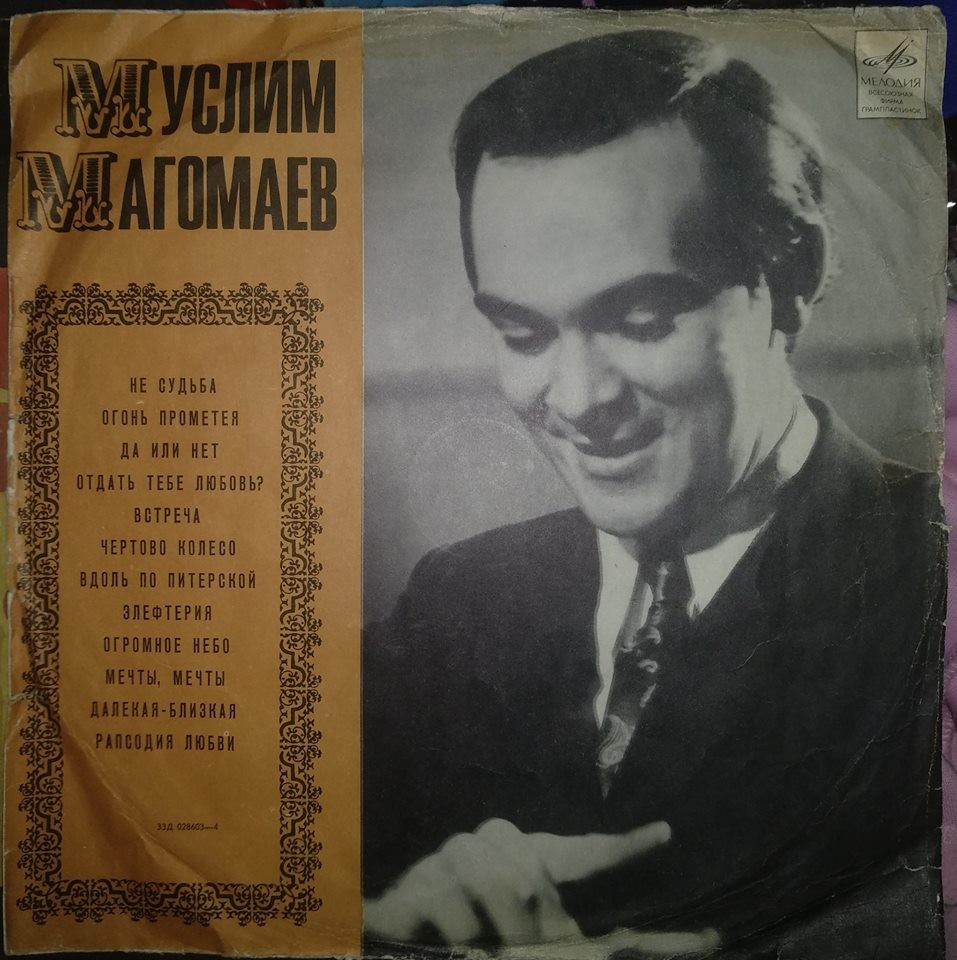 МУСЛИМ
МАГОМАЕВ
МЕЛОДИЯ
ВСЕСОЮЗНАЯ
ФИРМА
ГРАМПЛАСТИНОК
НЕ СУДЬБА
ОГОНЬ ПРОМЕТЕЯ
ДА ИЛИ НЕТ
ОТДАТЬ ТЕБЕ ЛЮБОВЬ?
ВСТРЕЧА
ЧЕРТОВО КОЛЕСО
ВДОЛЬ ПО ПИТЕРСКОЙ
ЭЛЕФТЕРИЯ
ОГРОМНОЕ НЕБО
МЕЧТЫ, МЕЧТЫ
ДАЛЕКАЯ-БЛИЗКАЯ
РАПСОДИЯ ЛЮБВИ
33Д 028603—4